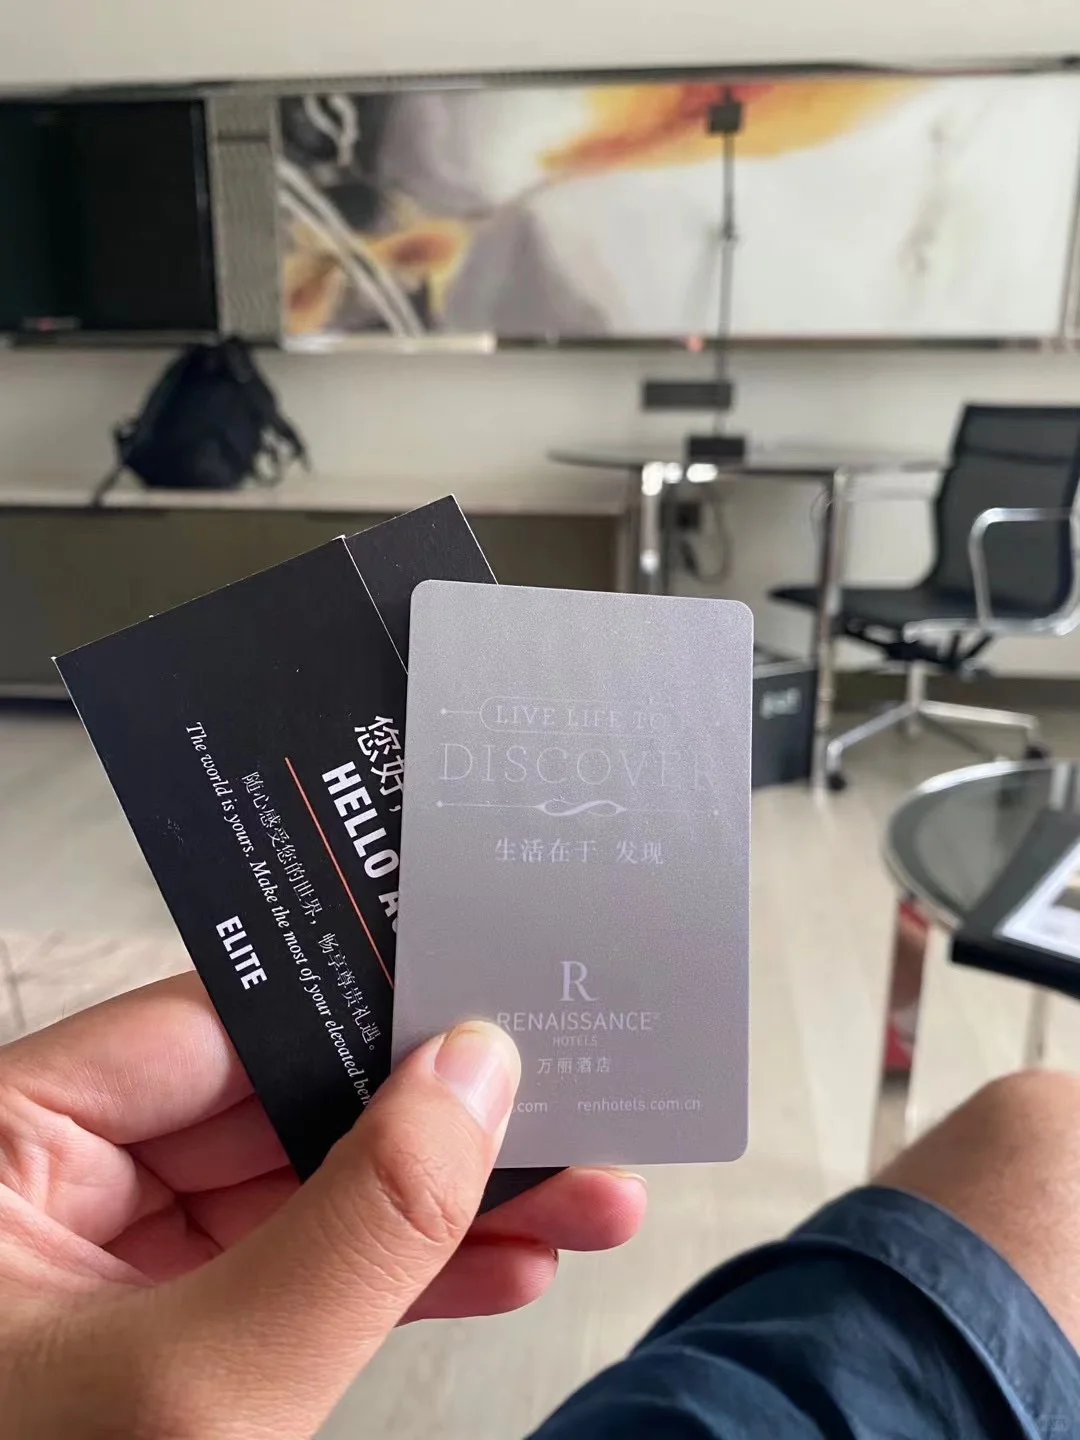 您好，
HELLO
随心感受您的世界，畅享尊贵礼遇。
The world is yours. Make the most of your elevated
ELITE
LIVE LIFE TO
DISCOVER
生活在于 发现
R
RENAISSANCE
HOTELS
万丽酒店
.com renhotels.com.cn